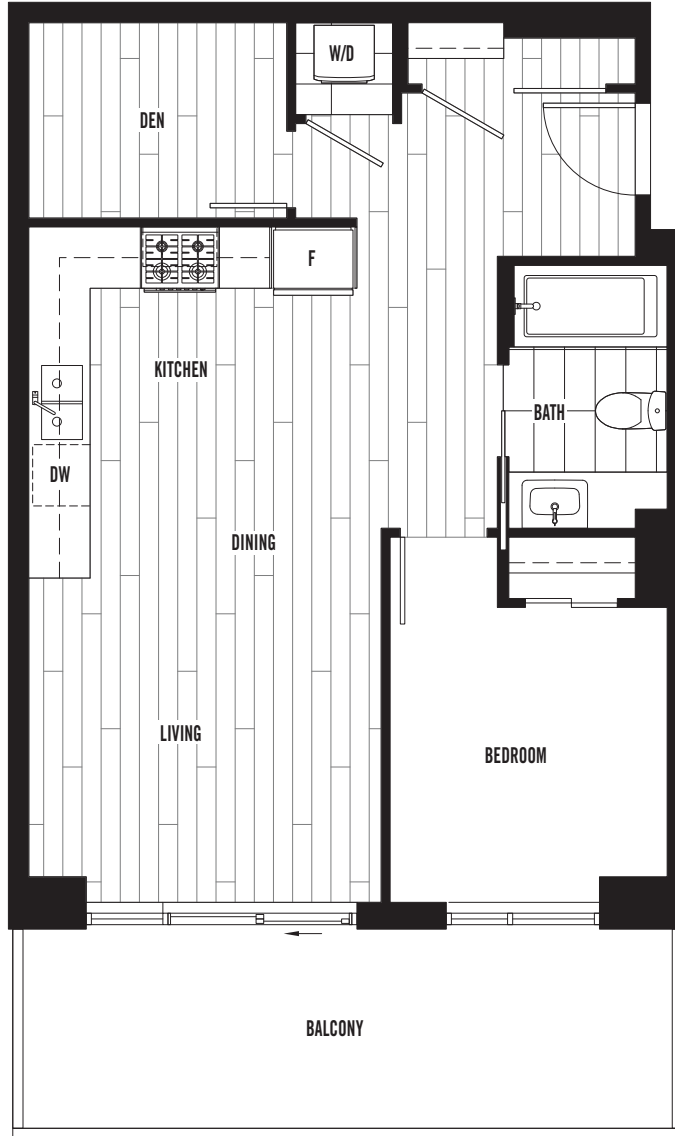 W/D
DEN
F
KITCHEN
BATH
DW
DINING
LIVING
BEDROOM
BALCONY